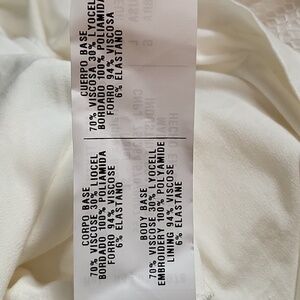 CUERPO BASE
70% VISCOSA 30% LYOCELL
BORDADO 100% POLIAMIDA
FORRO 94% VISCOSA
6% ELASTANO
CORPO BASE
70% VISCOSE 30% LIOCEL
BORDADO 100% POLIAMIDA
FORRO 94% VISCOSE
6% ELASTANO
BODY BASE
70% VISCOSE 30% LYOCELL
EMBROIDERY 100% POLYAMIDE
LINING 94% VISCOSE
6% ELASTANE